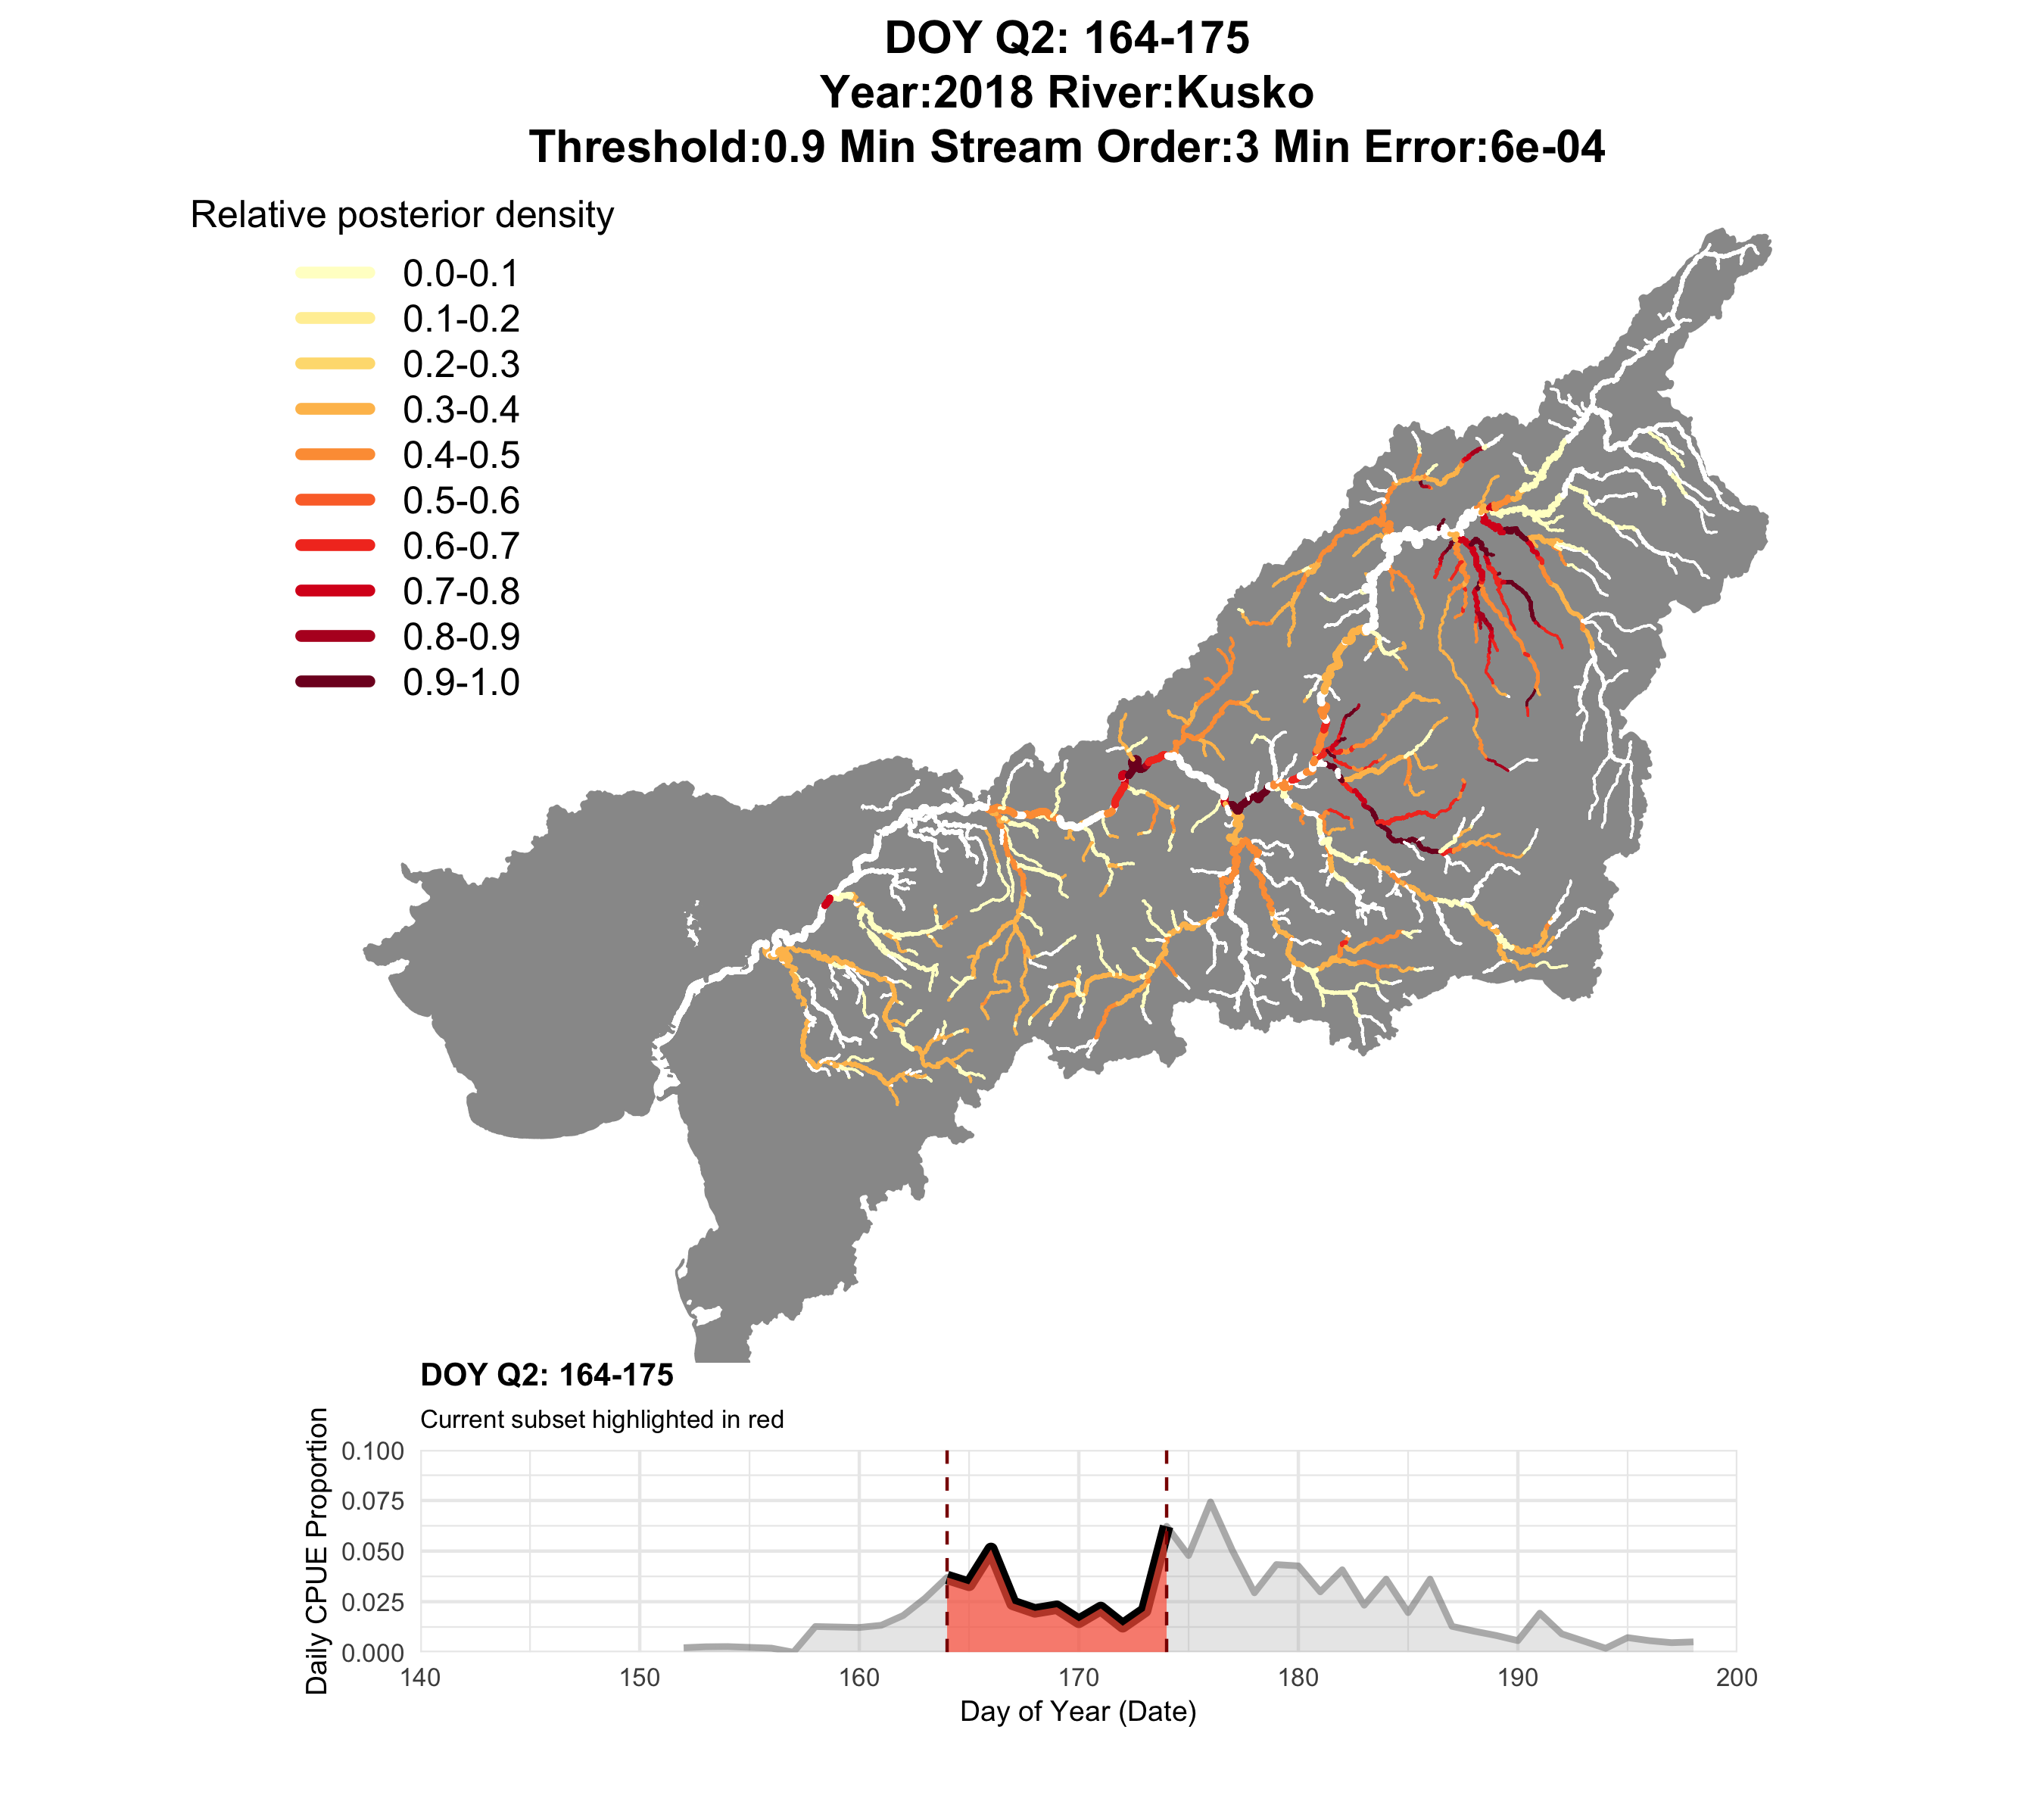 DOY Q2: 164-175
Year:2018 River:Kusko
Threshold:0.9 Min Stream Order:3 Min Error:6e-04
Relative posterior density
0.0-0.1
0.1-0.2
0.2-0.3
0.3-0.4
0.4-0.5
0.5-0.6
0.6-0.7
0.7-0.8
0.8-0.9
0.9-1.0
DOY Q2: 164-175
Current subset highlighted in red
Daily CPUE Proportion
0.100
0.075
0.050
0.025
0.000
140 150 160 170 180 190 200
Day of Year (Date)